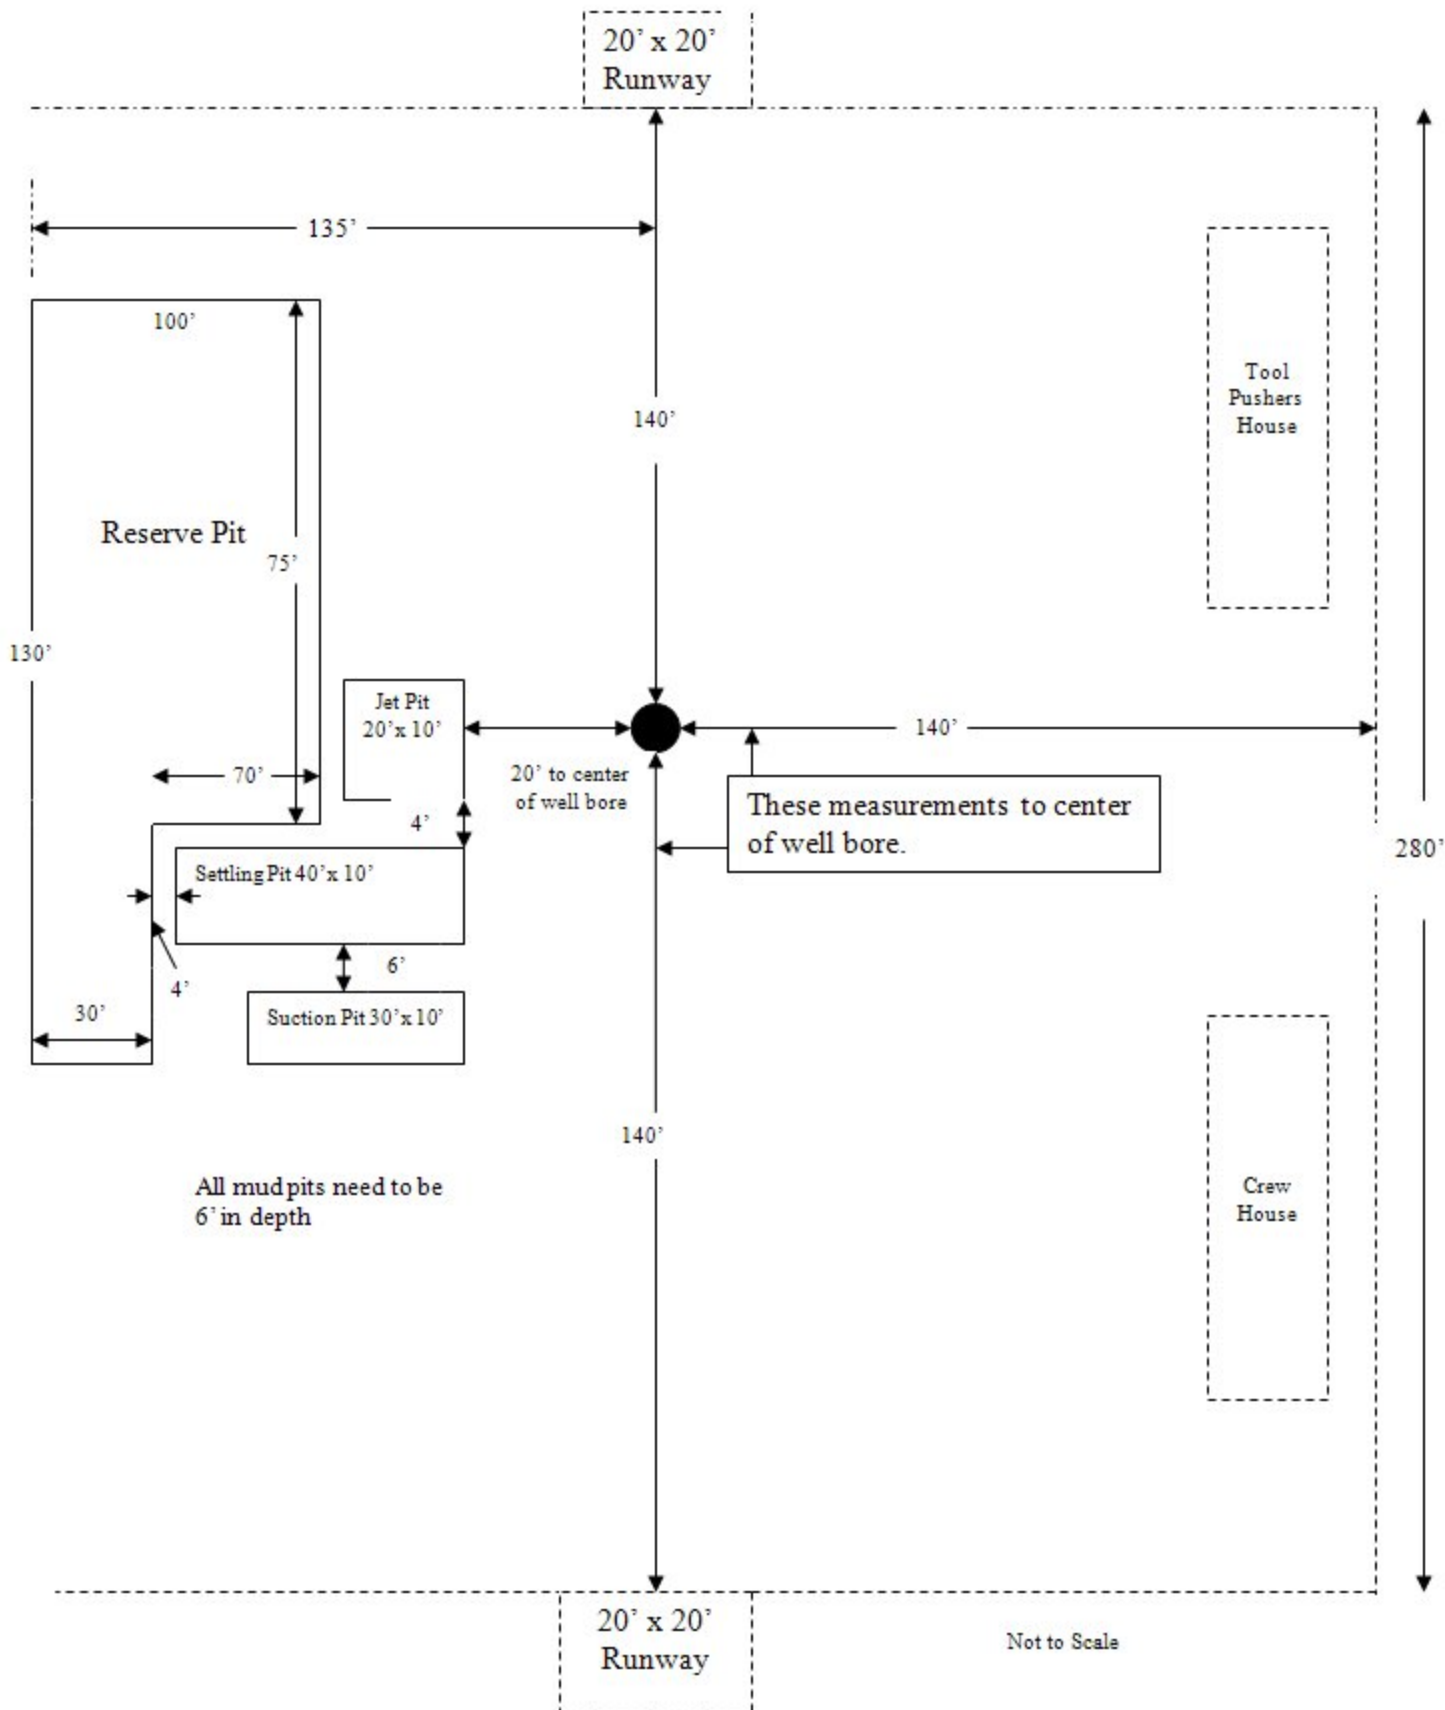 20’ x 20’
Runway
135’
100’
140’
Tool
Pushers
House
Reserve Pit
75’
130’
Jet Pit
20’x 10’
140’
70’
20’ to center
of well bore
These measurements to center
of well bore.
4’
280’
Settling Pit 40’x 10’
6’
4’
30’
Suction Pit 30’x10’
140’
All mud pits need to be
6’ in depth
Crew
House
20’ x 20’
Runway
Not to Scale